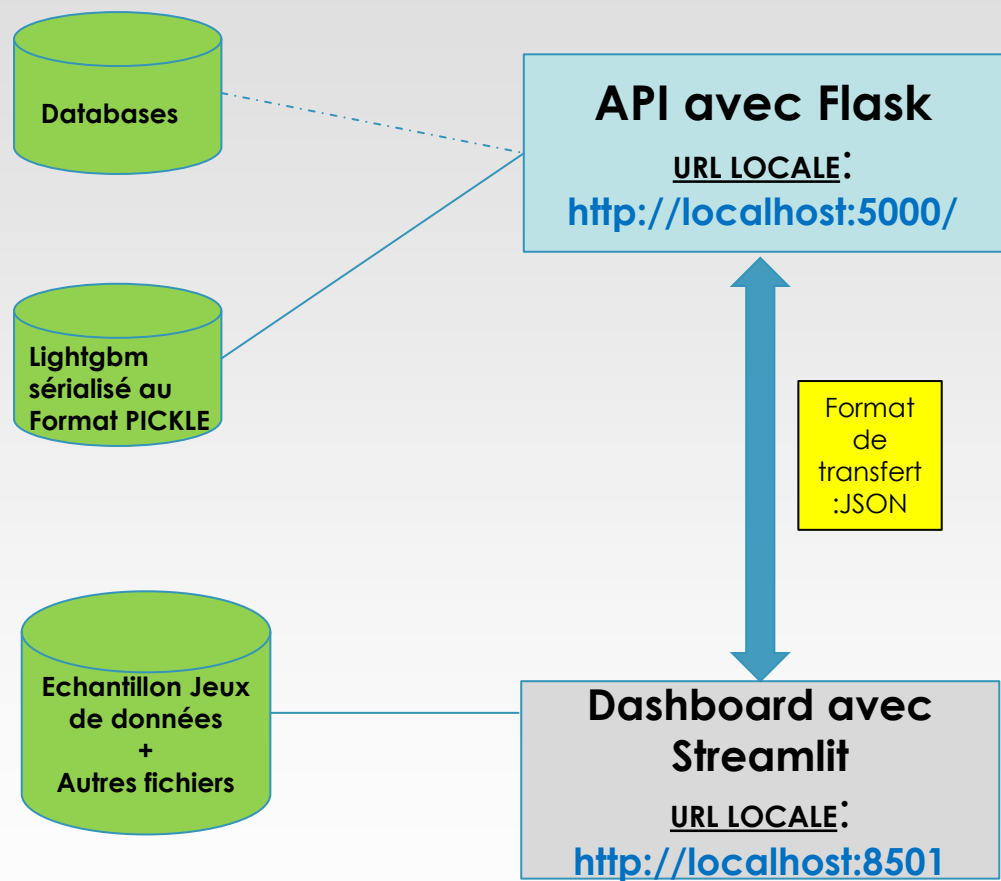 Databases
API avec Flask
URL LOCALE:
http://localhost:5000/
Lightgbm
sérialisé au
Format PICKLE
Format
de
transfert
:JSON
Echantillon Jeux
de données
+
Autres fichiers
Dashboard avec
Streamlit
URL LOCALE:
http://localhost:8501